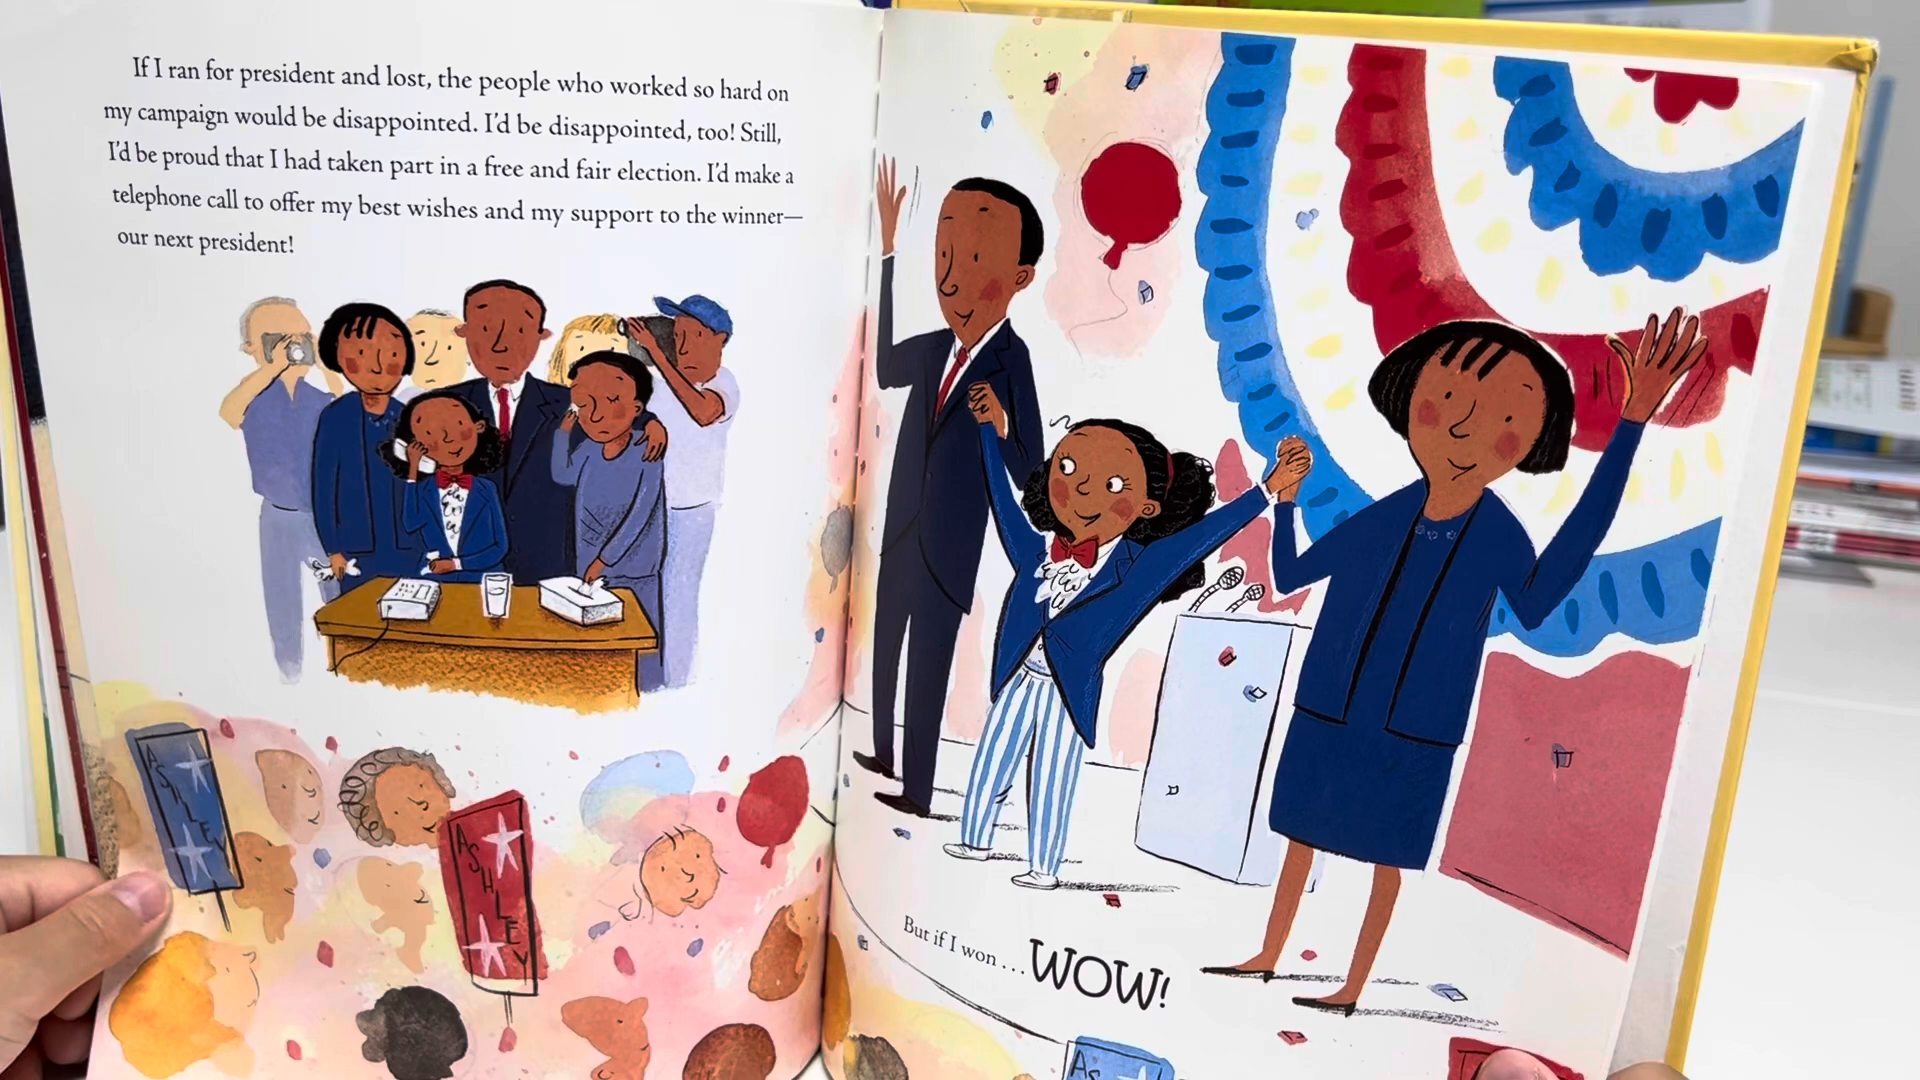 If I ran for president and lost, the people who worked so hard on
my campaign would be disappointed. I'd be disappointed, too! Still,
I'd be proud that I had taken part in a free and fair election. I'd make a
telephone call to offer my best wishes and my support to the winner—
our next president!
ASHLEY
ASHLEY
But if I won ... WOW!
AS